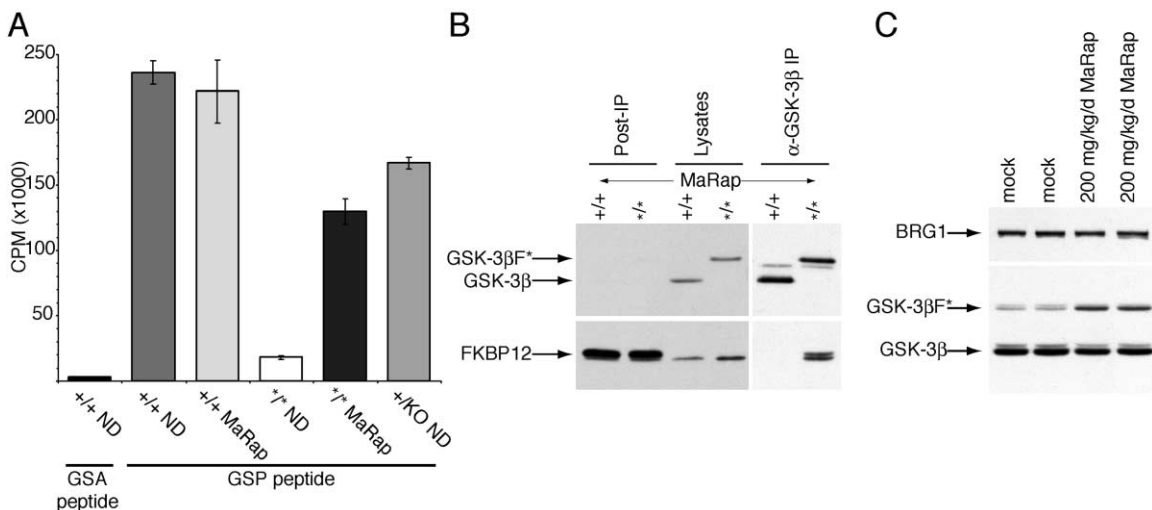 A
CPM (x1000)
250
200
150
100
50
+/+ ND
+/+ ND
+/+ MaRap
*/* ND
*/* MaRap
+/KO ND
GSA peptide
GSP peptide
B
Post-IP
Lysates
α-GSK-3β IP
MaRap
+/+
*/*
+/+
*/*
+/+
*/*
GSK-3βF*
GSK-3β
FKBP12
C
mock
mock
200 mg/kg/d MaRap
200 mg/kg/d MaRap
BRG1
GSK-3βF*
GSK-3β